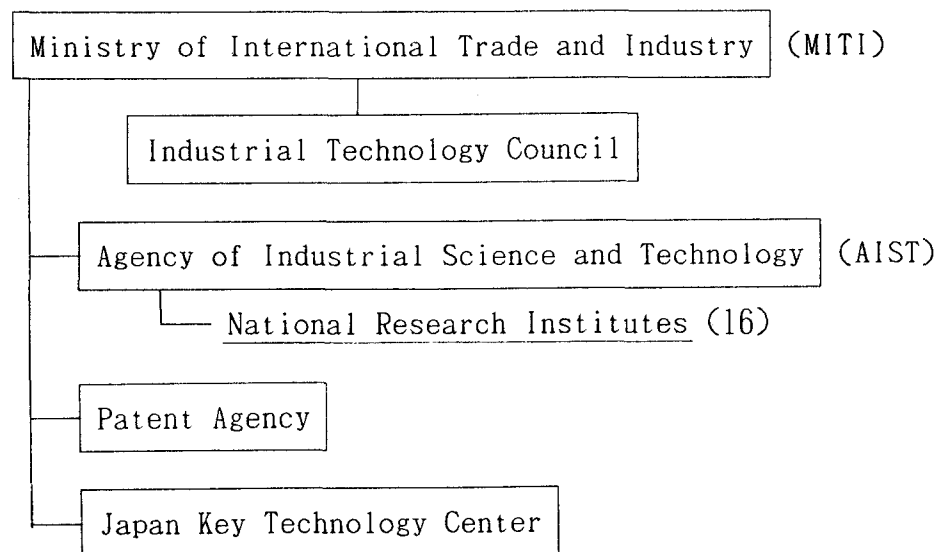 Ministry of International Trade and Industry (MITI)
Industrial Technology Council
Agency of Industrial Science and Technology (AIST)
National Research Institutes (16)
Patent Agency
Japan Key Technology Center